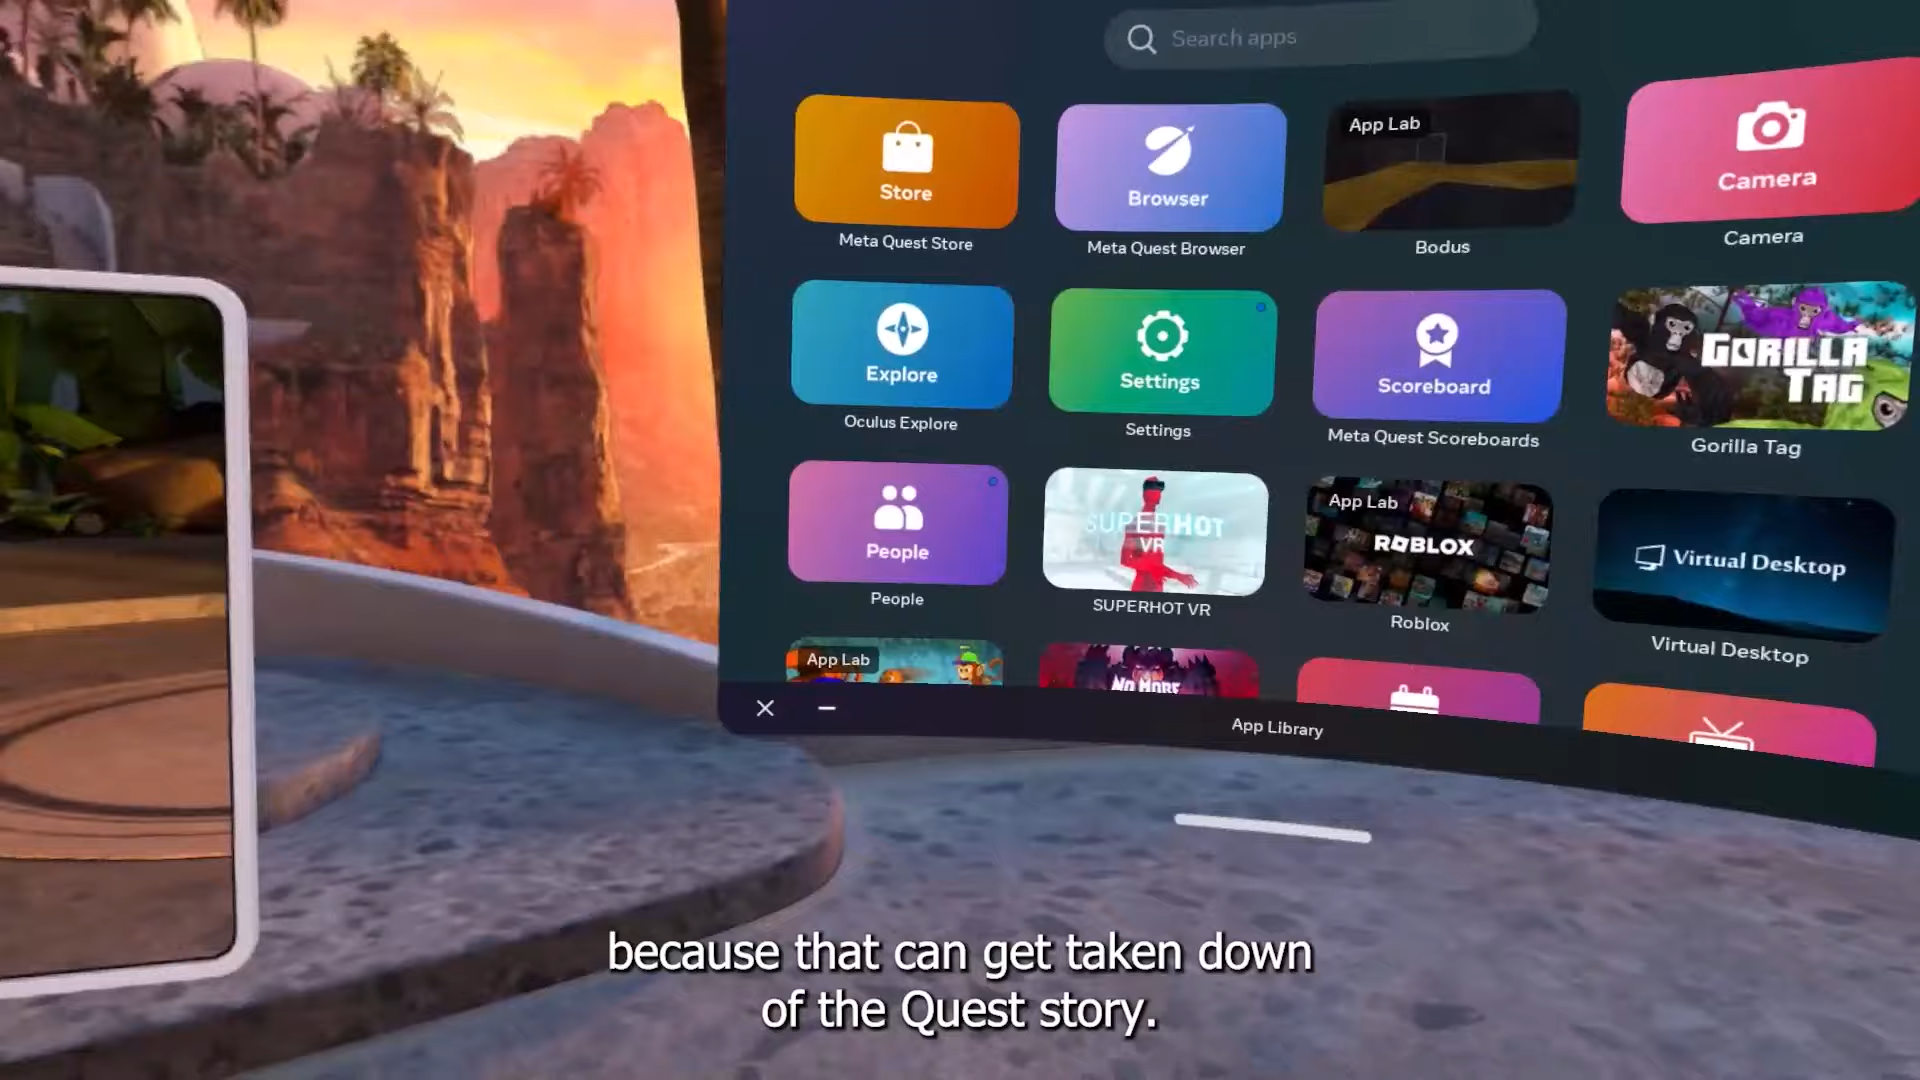 Search apps
Store
Meta Quest Store
Browser
Meta Quest Browser
App Lab
Bodus
Camera
Camera
Explore
Oculus Explore
Settings
Settings
Scoreboard
Meta Quest Scoreboards
GORILLA
TAG
Gorilla Tag
People
People
SUPERHOT
VR
SUPERHOT VR
App Lab
ROBLOX
Roblox
Virtual Desktop
Virtual Desktop
App Lab
NO MORE
App Library
because that can get taken down
of the Quest story.